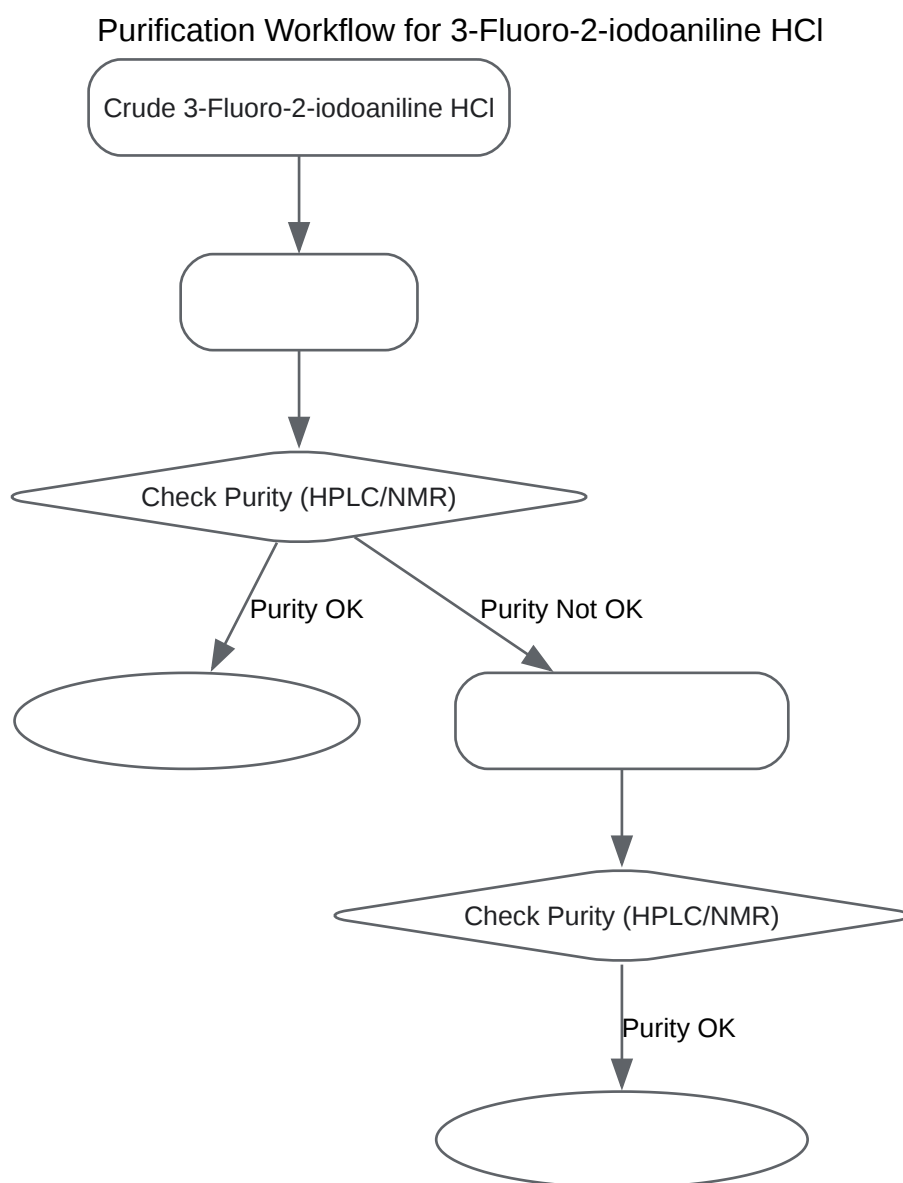 Purification Workflow for 3-Fluoro-2-iodoaniline HCl
Crude 3-Fluoro-2-iodoaniline HCl
Check Purity (HPLC/NMR)
Purity OK
Purity Not OK
Check Purity (HPLC/NMR)
Purity OK